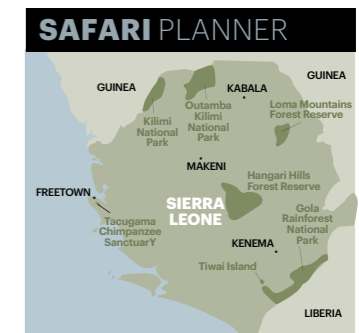 SAFARI PLANNER
GUINEA
KABALA
GUINEA
Outamba
Kilimi
National
Park
Loma Mountains
Forest Reserve
Kilimi
National
Park
MAKENI
Hangari Hills
Forest Reserve
FREETOWN
SIERRA
LEONE
Gola
Rainforest
National
Park
Tacugama
Chimpanzee
SanctuarY
KENEMA
Tiwai Island
LIBERIA